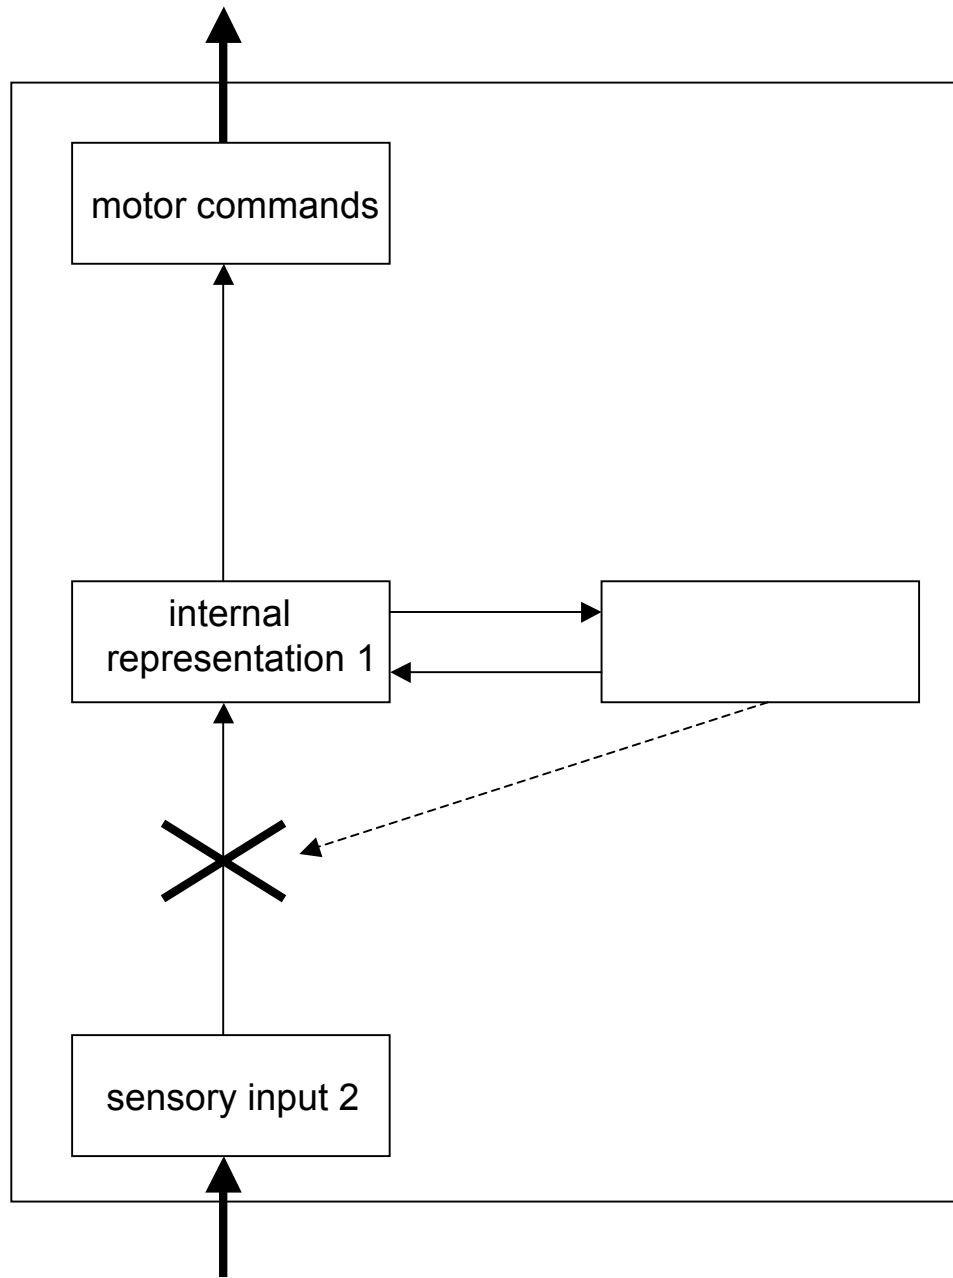 motor commands
internal
representation 1
sensory input 2